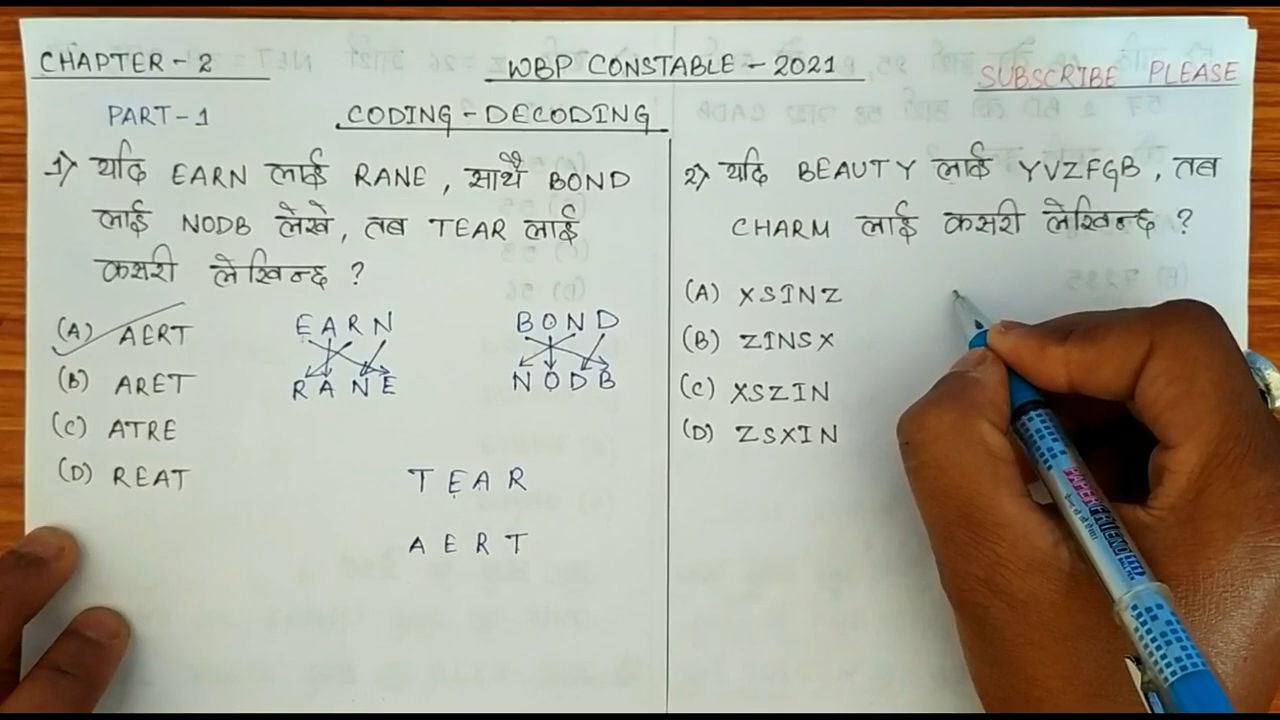 CHAPTER - 2
WBP CONSTABLE - 2021
SUBSCRIBE PLEASE
PART - 1
CODING - DECODING
1) यदि EARN लाई RANE, साथै BOND
लाई NODB लेखे, तब TEAR लाई
कसरी लेखिन्छ ?
(A) AERT
(B) ARET
(C) ATRE
(D) REAT
EARN
RANE
BOND
NODB
TEAR
AERT
२) यदि BEAUTY लाई YVZFGB, तब
CHARM लाई कसरी लेखिन्छ ?
(A) XSINZ
(B) ZINSX
(C) XSZIN
(D) ZSXIN
PAPERFRIEND